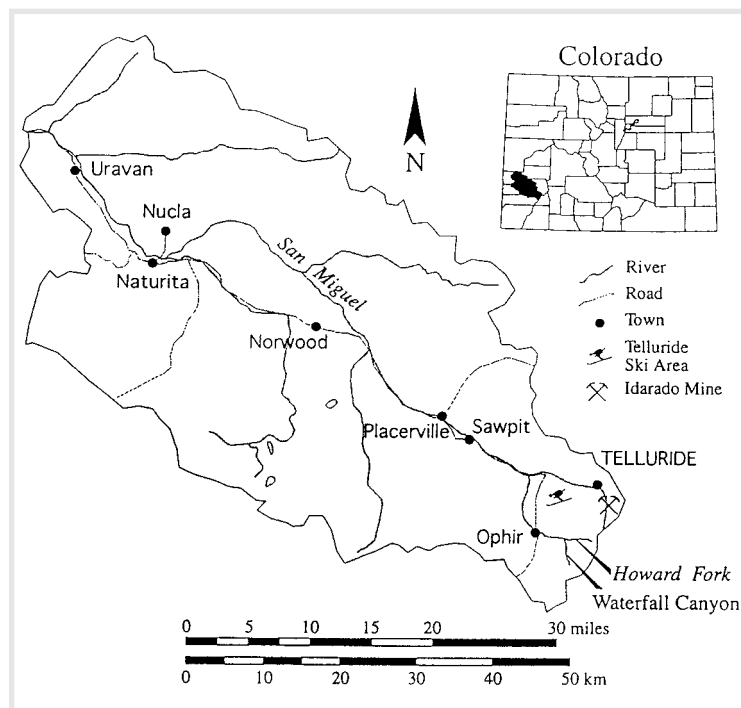 Colorado
N
Uravan
Nucla
Naturita
San Miguel
Norwood
Placerville
Sawpit
TELLURIDE
Ophir
Howard Fork
Waterfall Canyon
River
Road
Town
Telluride
Ski Area
Idarado Mine
0 5 10 15 20 30 miles
0 10 20 30 40 50 km